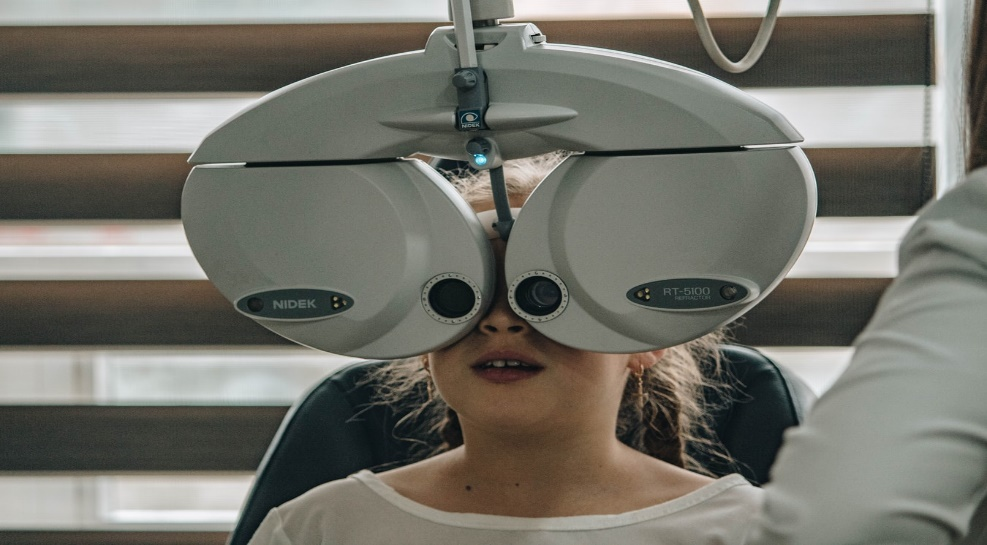 NIDEK
NIDEK
RT-5100
REFRACTOR